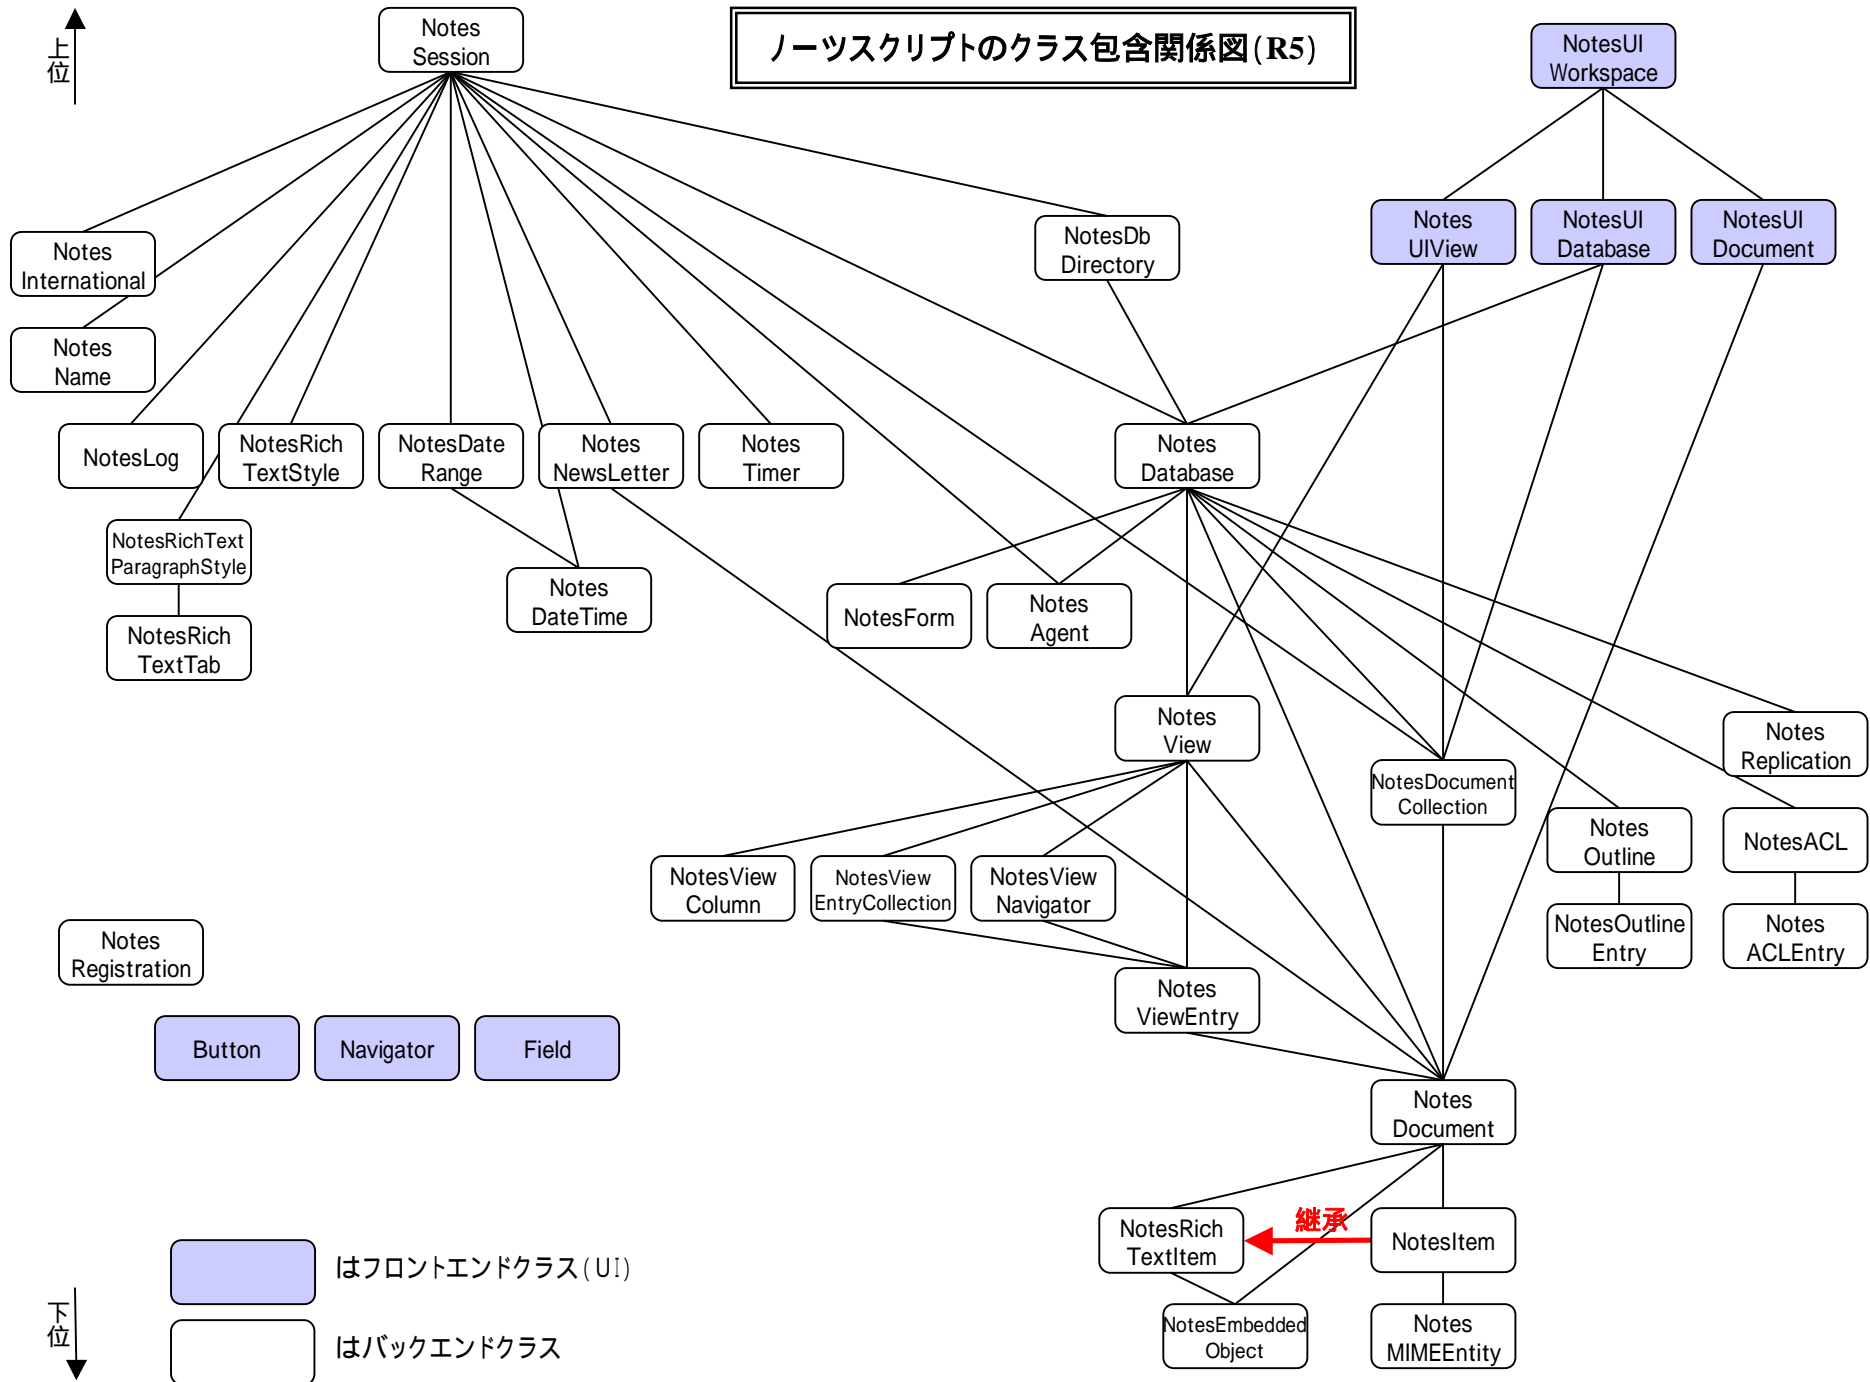 上位
Notes
Session
ノーツスクリプトのクラス包含関係図(R5)
NotesUI
Workspace
Notes
International
NotesDb
Directory
Notes
UIView
NotesUI
Database
NotesUI
Document
Notes
Name
NotesLog
NotesRich
TextStyle
NotesDate
Range
Notes
NewsLetter
Notes
Timer
Notes
Database
NotesRichText
ParagraphStyle
Notes
DateTime
NotesForm
Notes
Agent
NotesRich
TextTab
Notes
View
NotesDocument
Collection
Notes
Replication
Notes
Outline
NotesACL
NotesView
Column
NotesView
EntryCollection
NotesView
Navigator
NotesOutline
Entry
Notes
ACLEntry
Notes
Registration
Notes
ViewEntry
Button
Navigator
Field
Notes
Document
NotesRich
TextItem
継承
NotesItem
NotesEmbedded
Object
Notes
MIMEEntity
はフロントエンドクラス(UI)
下位
はバックエンドクラス